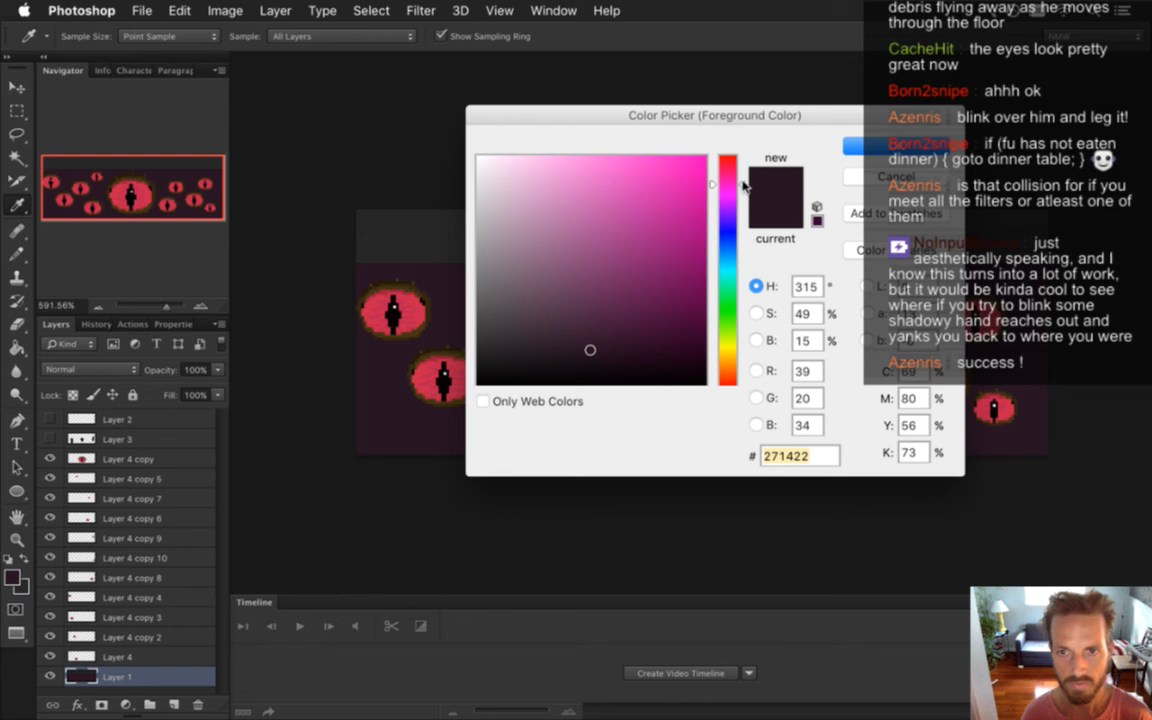 Photoshop File Edit Image Layer Type Select Filter 3D View Window Help
Sample Size: Point Sample Sample: All Layers Show Sampling Ring
Navigator Info Characte Paragraj
591.56%
Layers History Actions Propertie
Kind
Normal Opacity: 100%
Lock: Fill: 100%
Layer 2
Layer 3
Layer 4 copy
Layer 4 copy 5
Layer 4 copy 7
Layer 4 copy 6
Layer 4 copy 9
Layer 4 copy 10
Layer 4 copy 8
Layer 4 copy 4
Layer 4 copy 3
Layer 4 copy 2
Layer 4
Layer 1
Color Picker (Foreground Color)
new
current
Cancel
Add to
Color
H: 315 °
S: 49 %
B: 15 %
R: 39
G: 20
B: 34
# 271422
C: 69 %
M: 80 %
Y: 56 %
K: 73 %
Only Web Colors
Timeline
Create Video Timeline
debris flying away as he moves
through the floor
CacheHit : the eyes look pretty
great now
Born2snipe : ahhh ok
Azenris : blink over him and leg it!
Born2snipe : if (fu has not eaten
dinner) { goto dinner table; }
Azenris : is that collision for if you
meet all the filters or atleast one of
them
: just
aesthetically speaking, and I
know this turns into a lot of work,
but it would be kinda cool to see
where if you try to blink some
shadowy hand reaches out and
yanks you back to where you were
Azenris : success !